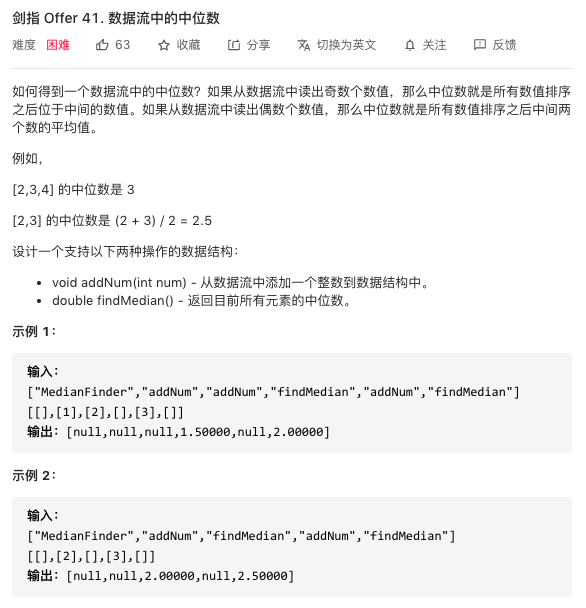 剑指 Offer 41. 数据流中的中位数
难度 困难 63 收藏 分享 切换为英文 关注 反馈
如何得到一个数据流中的中位数？如果从数据流中读出奇数个数值，那么中位数就是所有数值排序
之后位于中间的数值。如果从数据流中读出偶数个数值，那么中位数就是所有数值排序之后中间两
个数的平均值。
例如，
[2,3,4] 的中位数是 3
[2,3] 的中位数是 (2 + 3) / 2 = 2.5
设计一个支持以下两种操作的数据结构：
• void addNum(int num) - 从数据流中添加一个整数到数据结构中。
• double findMedian() - 返回目前所有元素的中位数。
示例 1：
输入：
["MedianFinder","addNum","addNum","findMedian","addNum","findMedian"]
[[],[1],[2],[],[3],[]]
输出：[null,null,null,1.50000,null,2.00000]
示例 2：
输入：
["MedianFinder","addNum","findMedian","addNum","findMedian"]
[[],[2],[],[3],[]]
输出：[null,null,2.00000,null,2.50000]